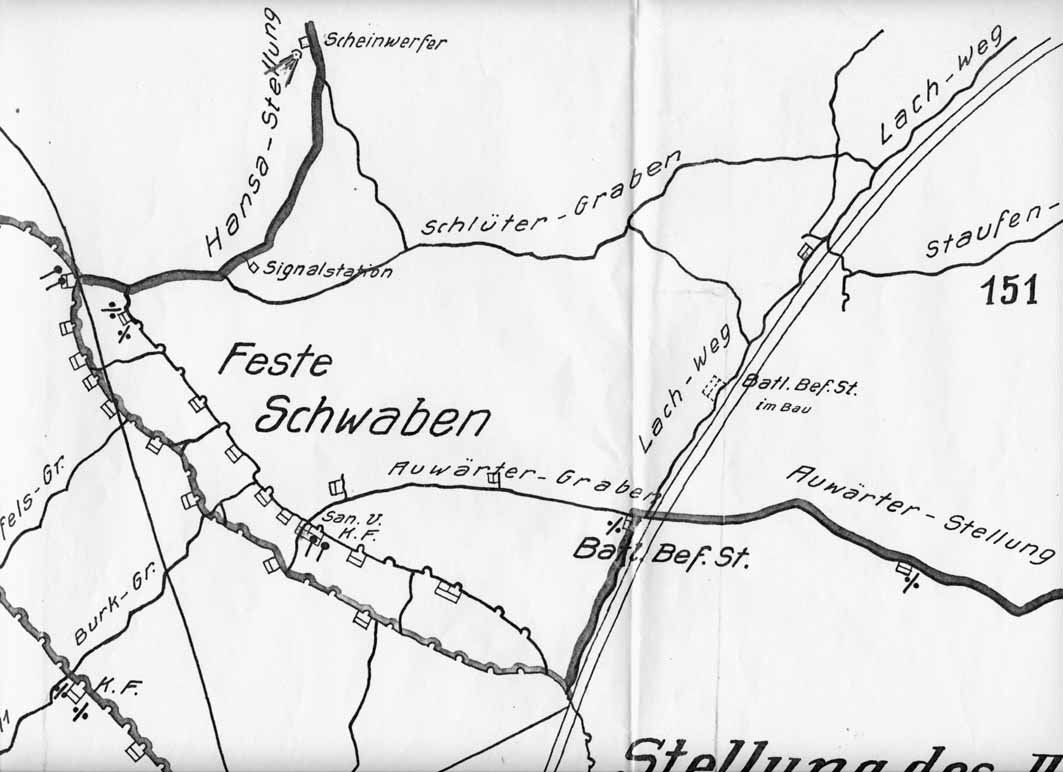 Scheinwerfer
Hansa-Stellung
Lach-Weg
Schlüter-Graben
Staufen-
Signalstation
151
Feste
Schwaben
Lach-Weg
Batl. Bef. St.
im Bau
Auwärter-Graben
Auwärter-Stellung
fels-Gr.
San. U.
K. F.
Batl. Bef. St.
Burk-Gr.
K. F.
Stellung des